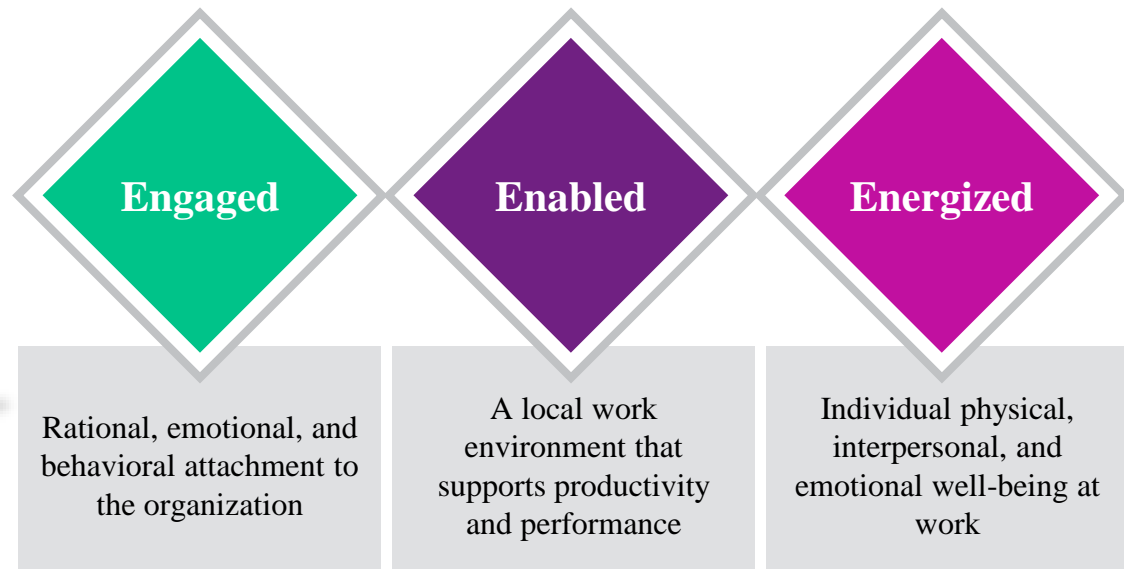 Engaged
Enabled
Energized
Rational, emotional, and
behavioral attachment to
the organization
A local work
environment that
supports productivity
and performance
Individual physical,
interpersonal, and
emotional well-being at
work